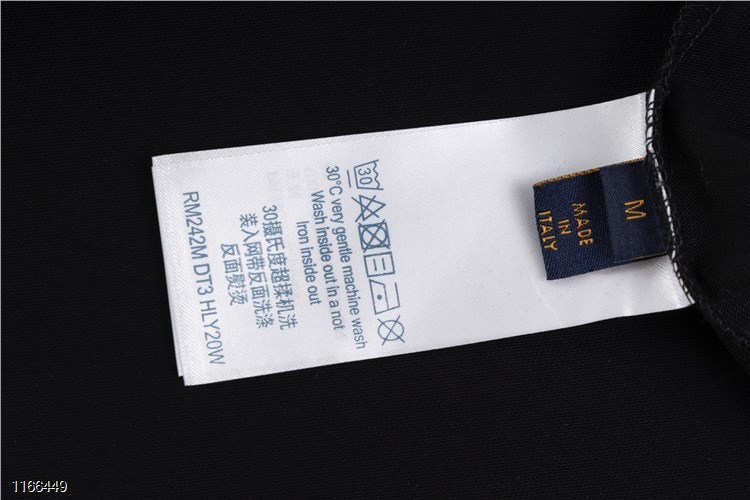 M
MADE
IN
ITALY
30
30°C very gentle machine wash
Wash Inside out in a not
Iron inside out
30摄氏度超揉机洗
装入网带反面洗涤
反面熨烫
RM242M DT3 HLY20W
1166449